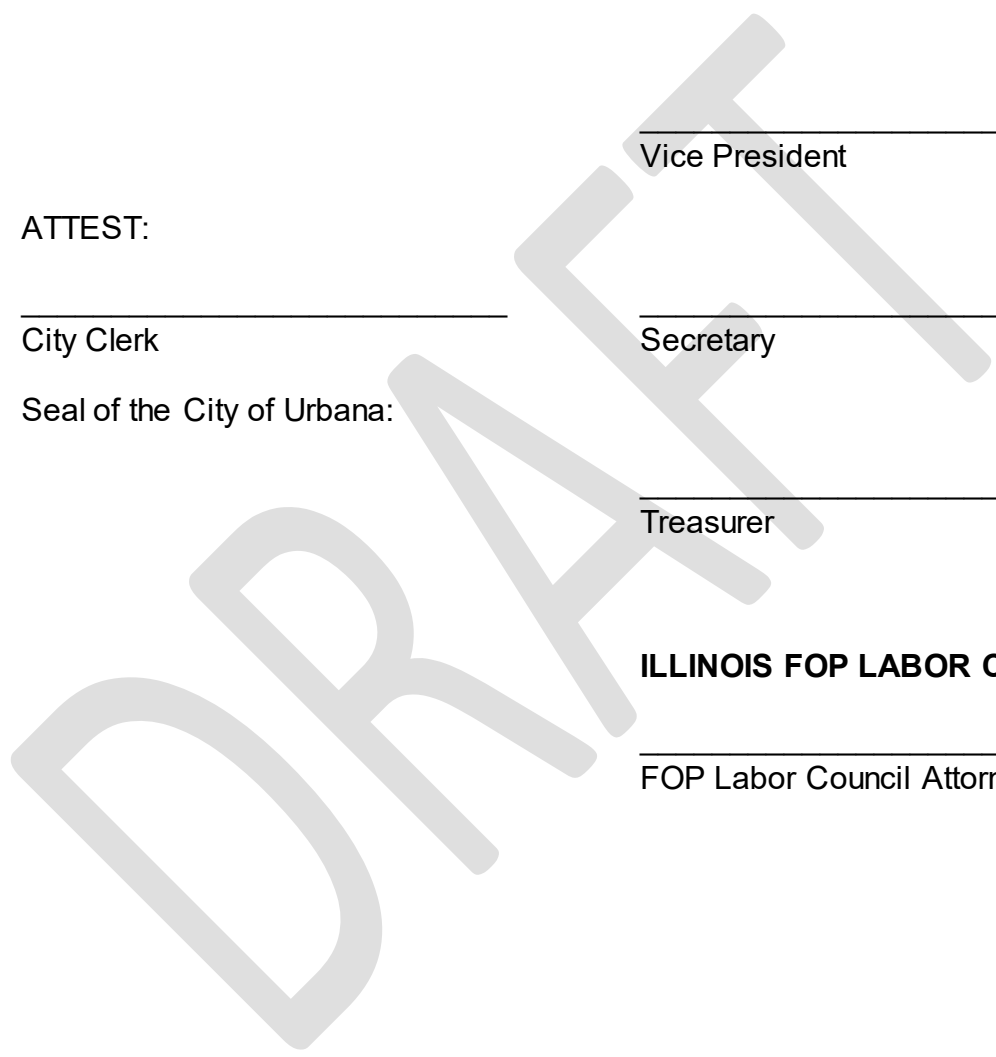 Vice President
ATTEST:
City Clerk
Secretary
Seal of the City of Urbana:
Treasurer
ILLINOIS FOP LABOR
FOP Labor Council
DRAFT